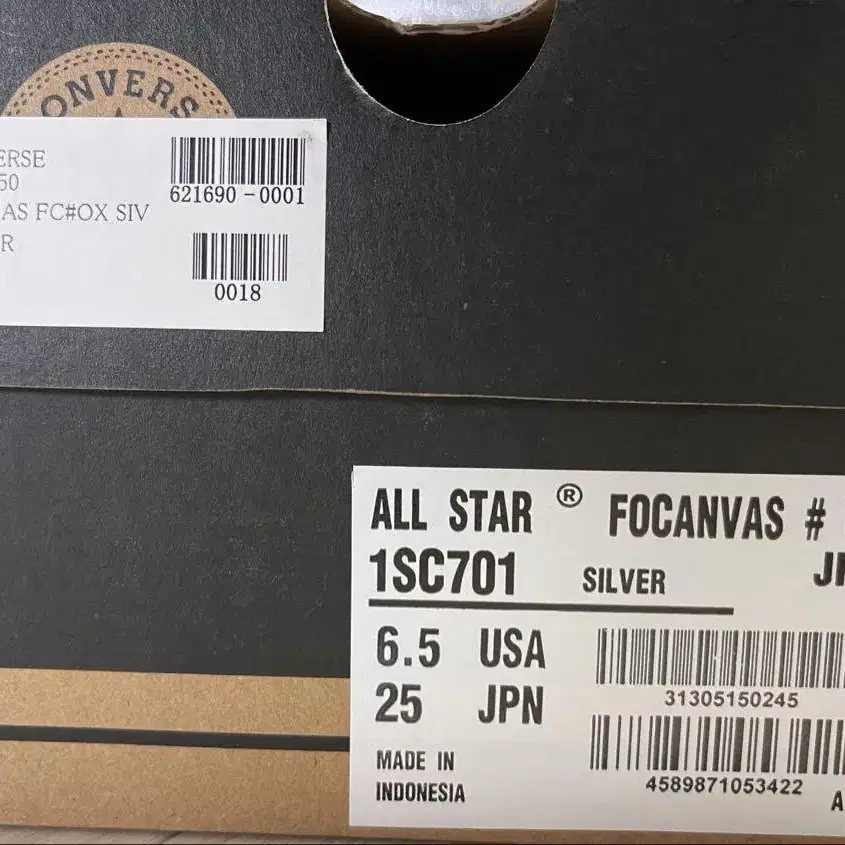 ONVERS
ERSE
50
AS FC#OX SIV
R
621690-0001
0018
ALL STAR ® FOCANVAS #
1SC701 SILVER
6.5 USA
25 JPN
31305150245
4589871053422
MADE IN
INDONESIA
A